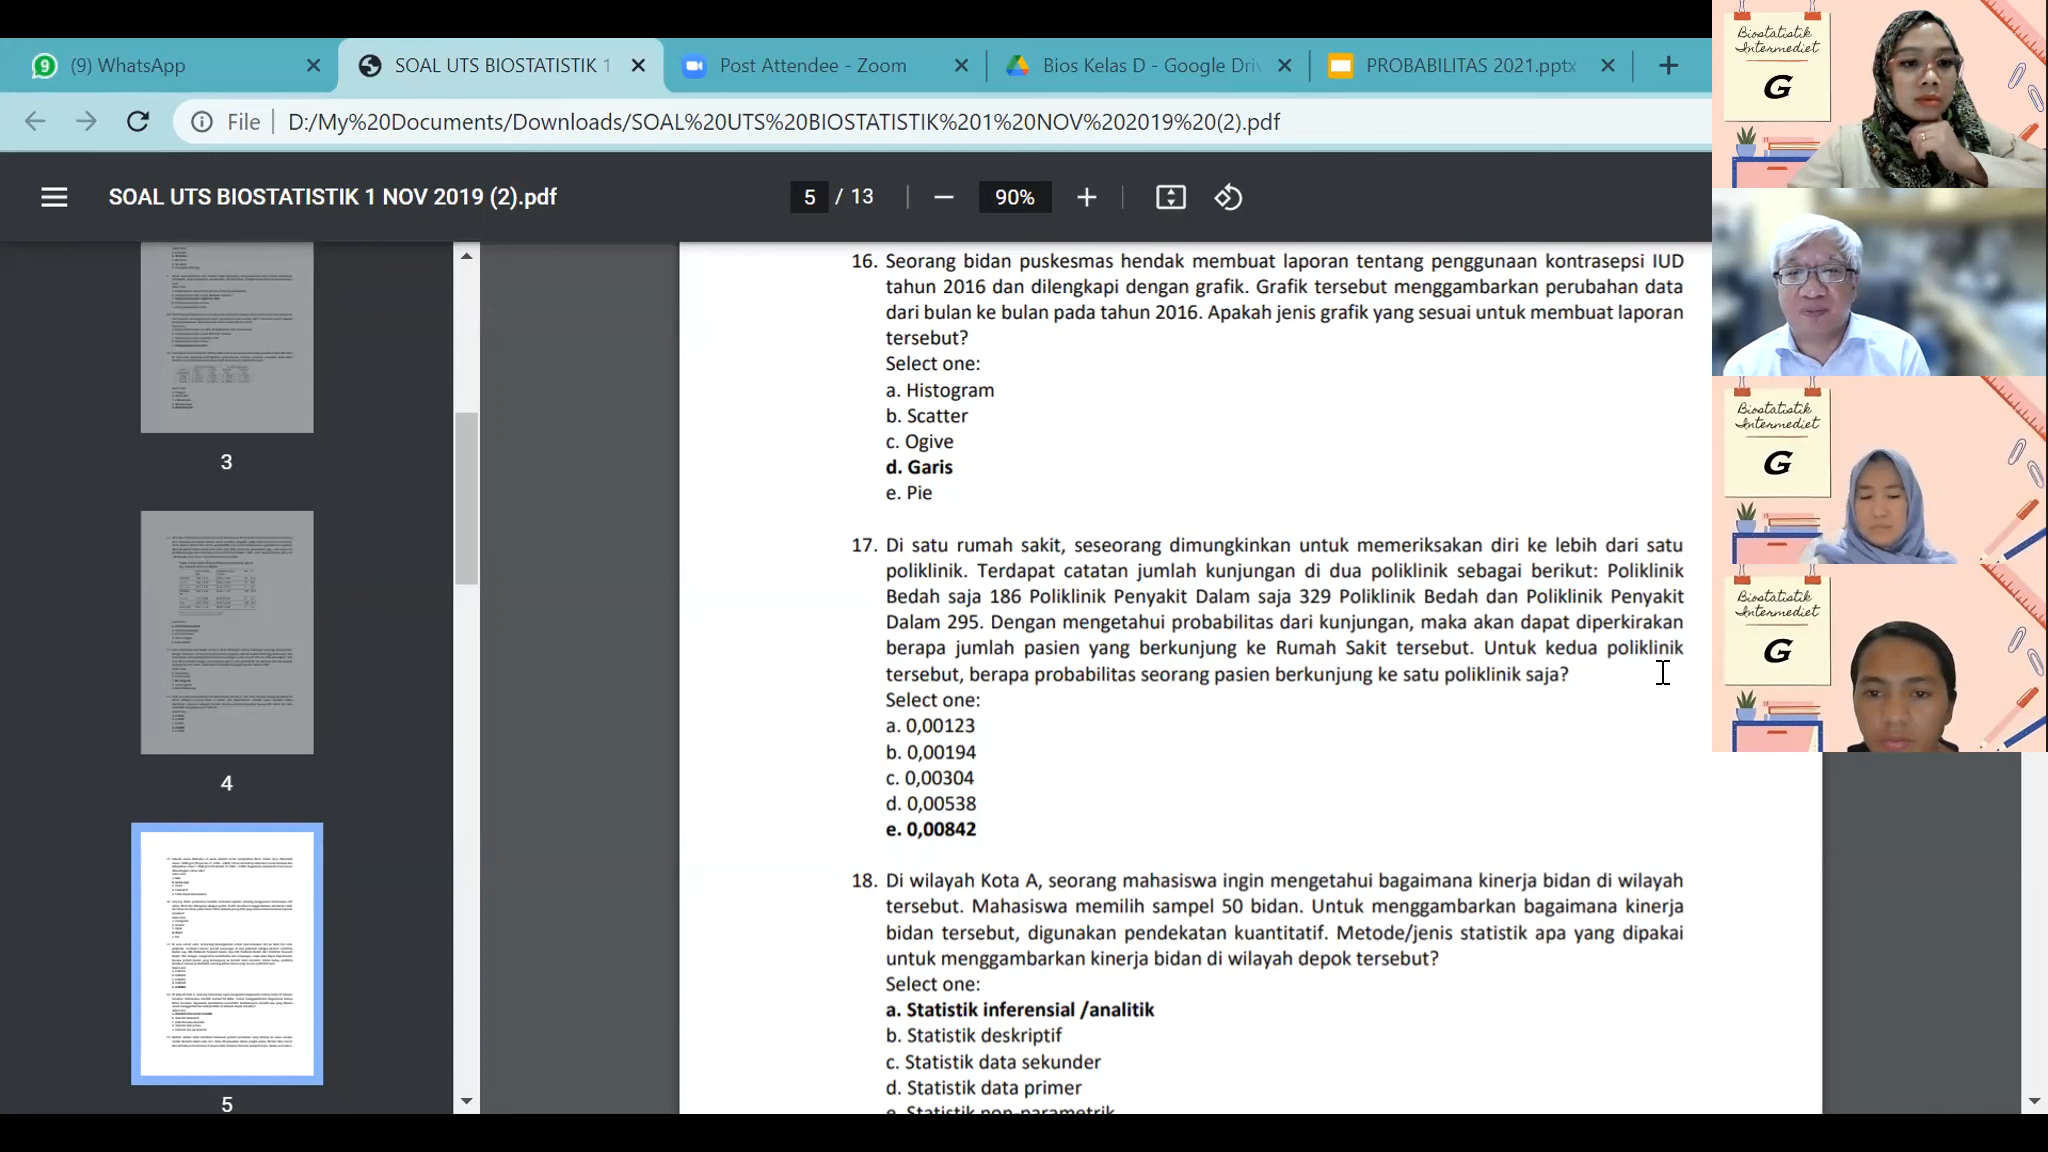 (9) WhatsApp
SOAL UTS BIOSTATISTIK 1
Post Attendee - Zoom
Bios Kelas D - Google Driv
PROBABILITAS 2021.pptx
File
D:/My%20Documents/Downloads/SOAL%20UTS%20BIOSTATISTIK%201%20NOV%202019%20(2).pdf
SOAL UTS BIOSTATISTIK 1 NOV 2019 (2).pdf
5 / 13
90%
3
4
5
16. Seorang bidan puskesmas hendak membuat laporan tentang penggunaan kontrasepsi IUD
tahun 2016 dan dilengkapi dengan grafik. Grafik tersebut menggambarkan perubahan data
dari bulan ke bulan pada tahun 2016. Apakah jenis grafik yang sesuai untuk membuat laporan
tersebut?
Select one:
a. Histogram
b. Scatter
c. Ogive
d. Garis
e. Pie
17. Di satu rumah sakit, seseorang dimungkinkan untuk memeriksakan diri ke lebih dari satu
poliklinik. Terdapat catatan jumlah kunjungan di dua poliklinik sebagai berikut: Poliklinik
Bedah saja 186 Poliklinik Penyakit Dalam saja 329 Poliklinik Bedah dan Poliklinik Penyakit
Dalam 295. Dengan mengetahui probabilitas dari kunjungan, maka akan dapat diperkirakan
berapa jumlah pasien yang berkunjung ke Rumah Sakit tersebut. Untuk kedua poliklinik
tersebut, berapa probabilitas seorang pasien berkunjung ke satu poliklinik saja?
Select one:
a. 0,00123
b. 0,00194
c. 0,00304
d. 0,00538
e. 0,00842
18. Di wilayah Kota A, seorang mahasiswa ingin mengetahui bagaimana kinerja bidan di wilayah
tersebut. Mahasiswa memilih sampel 50 bidan. Untuk menggambarkan bagaimana kinerja
bidan tersebut, digunakan pendekatan kuantitatif. Metode/jenis statistik apa yang dipakai
untuk menggambarkan kinerja bidan di wilayah depok tersebut?
Select one:
a. Statistik inferensial /analitik
b. Statistik deskriptif
c. Statistik data sekunder
d. Statistik data primer
e. Statistik non-parametrik
Biostatistik
Intermediet
G
Biostatistik
Intermediet
G
Biostatistik
Intermediet
G